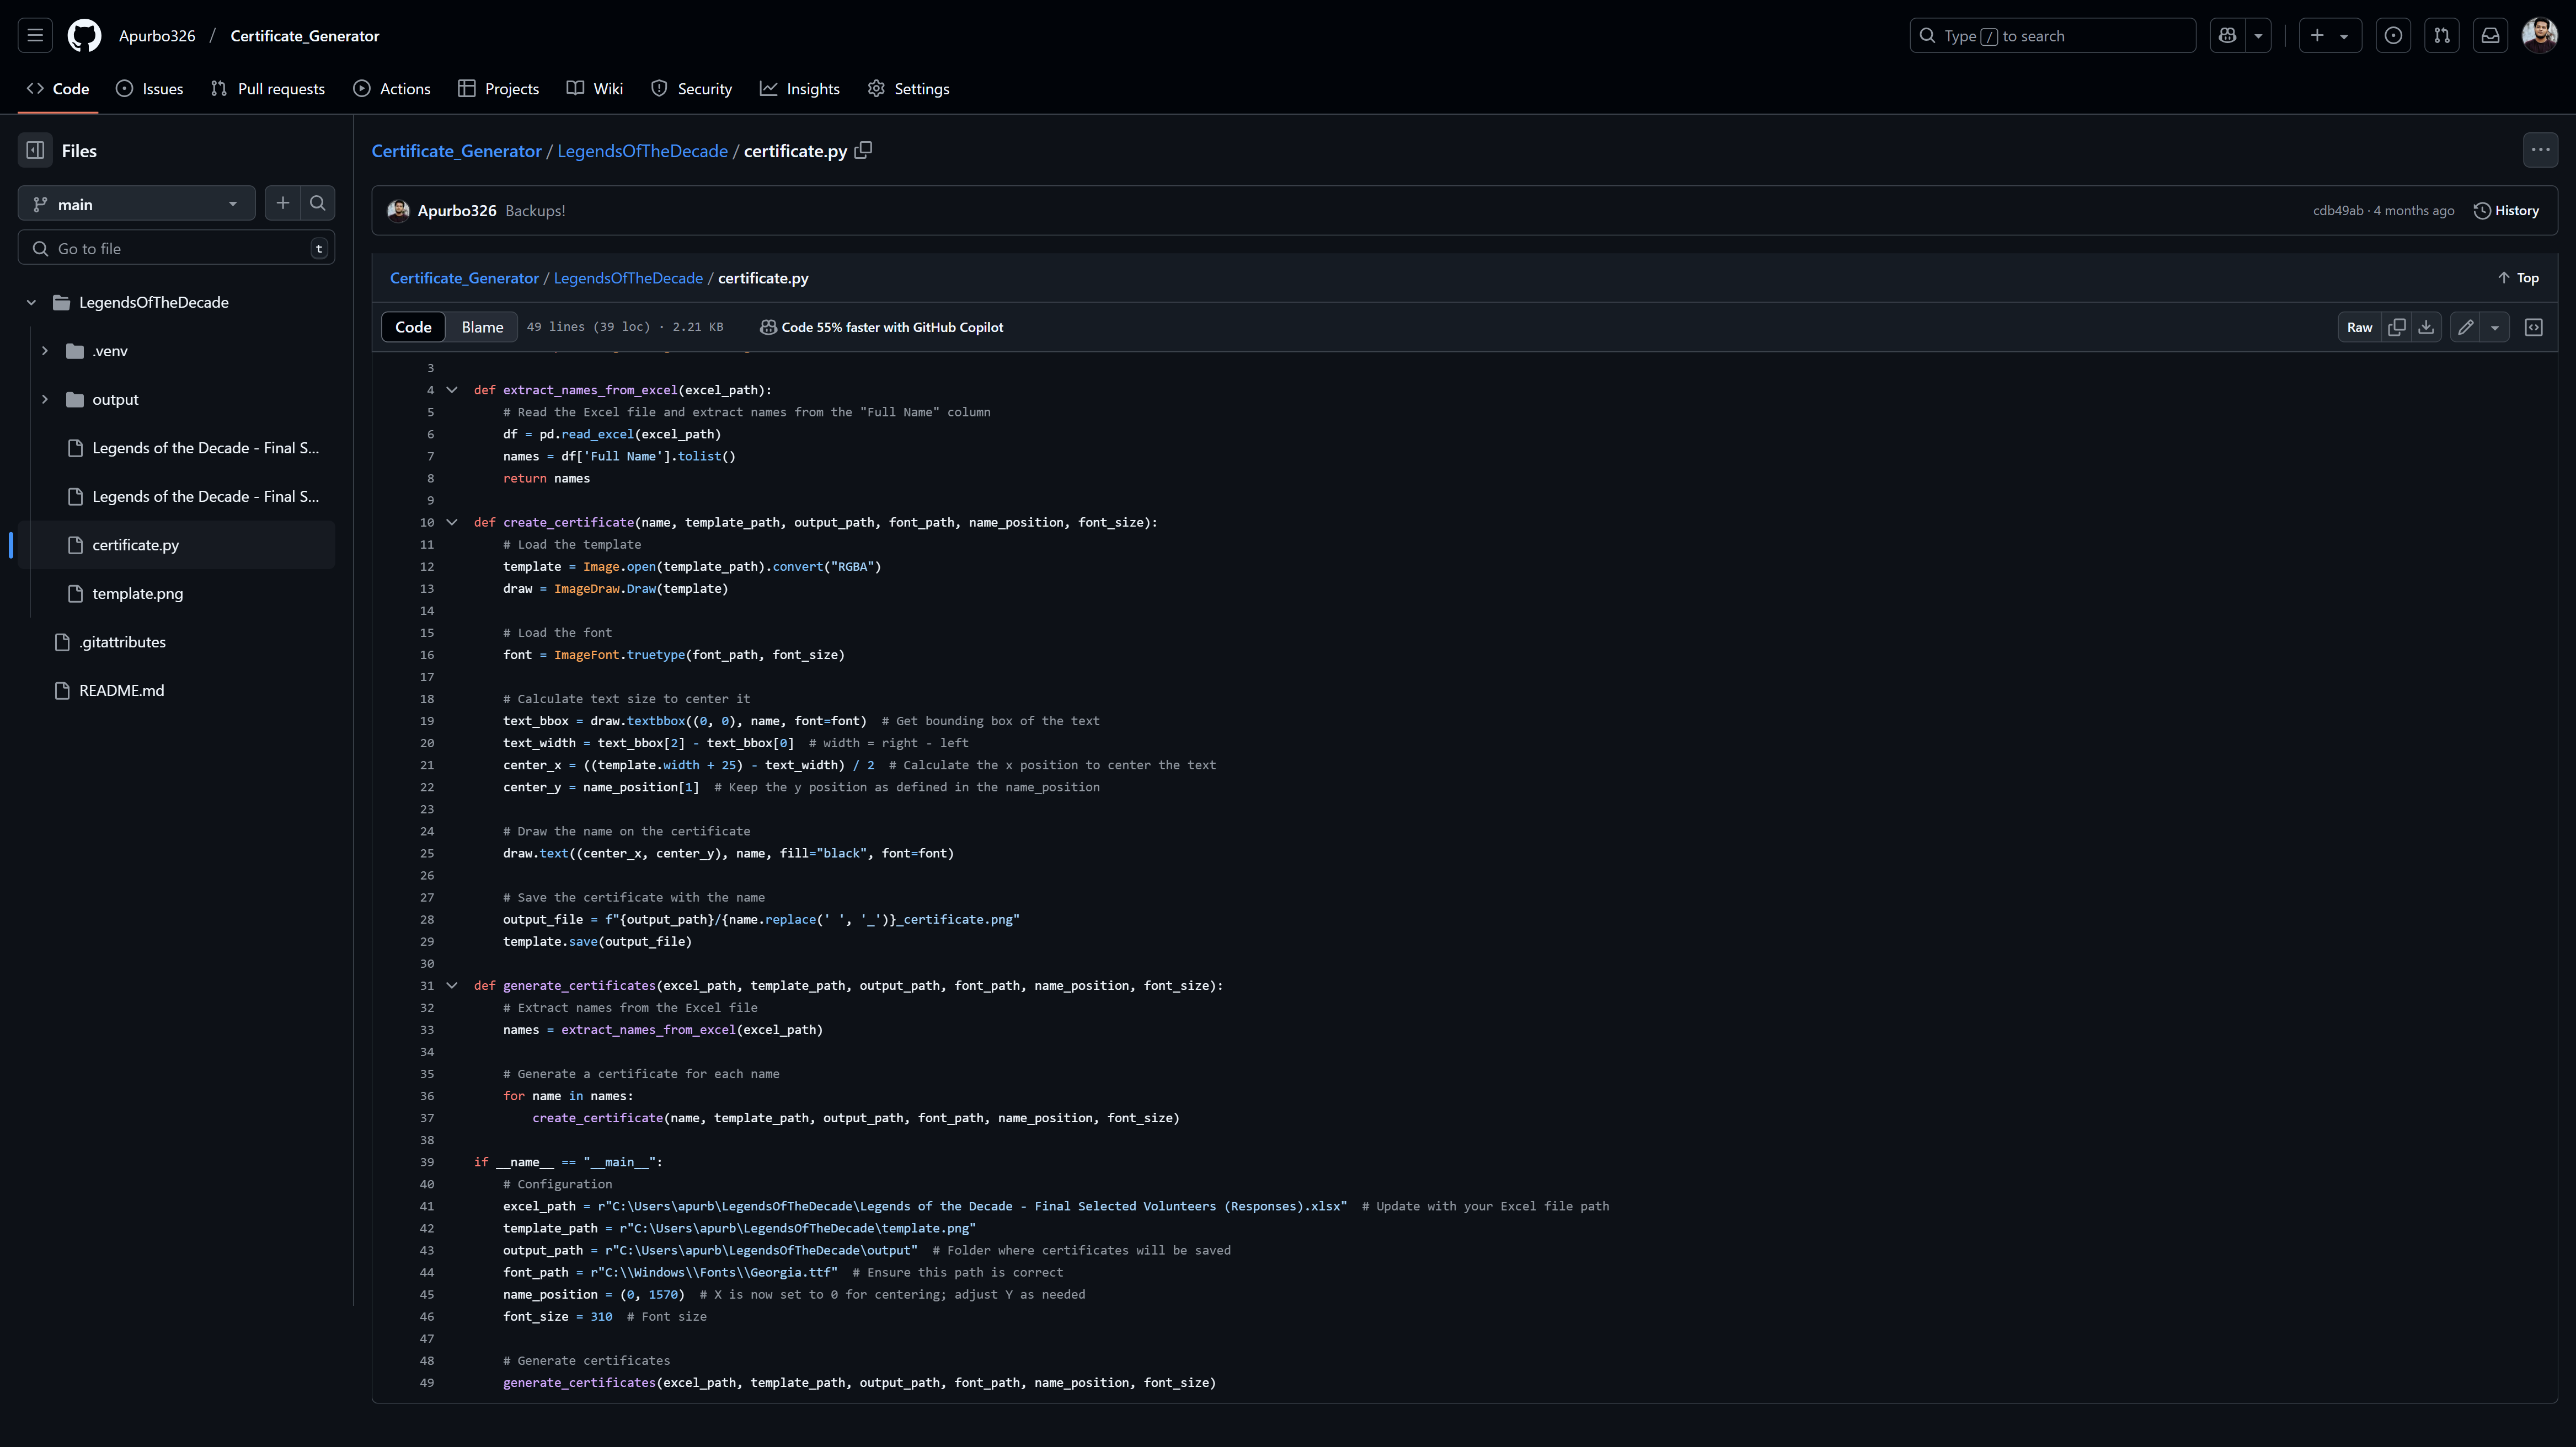 Apurbo326 / Certificate_Generator
Type / to search
Code Issues Pull requests Actions Projects Wiki Security Insights Settings
Files
main
Go to file t
LegendsOfTheDecade
.venv
output
Legends of the Decade - Final S...
Legends of the Decade - Final S...
certificate.py
template.png
.gitattributes
README.md
Certificate_Generator / LegendsOfTheDecade / certificate.py
Apurbo326 Backups! cdb49ab · 4 months ago History
Certificate_Generator / LegendsOfTheDecade / certificate.py Top
Code Blame 49 lines (39 loc) · 2.21 KB Code 55% faster with GitHub Copilot Raw
3
4 def extract_names_from_excel(excel_path):
5 # Read the Excel file and extract names from the "Full Name" column
6 df = pd.read_excel(excel_path)
7 names = df['Full Name'].tolist()
8 return names
9
10 def create_certificate(name, template_path, output_path, font_path, name_position, font_size):
11 # Load the template
12 template = Image.open(template_path).convert("RGBA")
13 draw = ImageDraw.Draw(template)
14
15 # Load the font
16 font = ImageFont.truetype(font_path, font_size)
17
18 # Calculate text size to center it
19 text_bbox = draw.textbbox((0, 0), name, font=font)  # Get bounding box of the text
20 text_width = text_bbox[2] - text_bbox[0]  # width = right - left
21 center_x = ((template.width + 25) - text_width) / 2  # Calculate the x position to center the text
22 center_y = name_position[1]  # Keep the y position as defined in the name_position
23
24 # Draw the name on the certificate
25 draw.text((center_x, center_y), name, fill="black", font=font)
26
27 # Save the certificate with the name
28 output_file = f"{output_path}/{name.replace(' ', '_')}_certificate.png"
29 template.save(output_file)
30
31 def generate_certificates(excel_path, template_path, output_path, font_path, name_position, font_size):
32 # Extract names from the Excel file
33 names = extract_names_from_excel(excel_path)
34
35 # Generate a certificate for each name
36 for name in names:
37 create_certificate(name, template_path, output_path, font_path, name_position, font_size)
38
39 if __name__ == "__main__":
40 # Configuration
41 excel_path = r"C:\Users\apurb\LegendsOfTheDecade\Legends of the Decade - Final Selected Volunteers (Responses).xlsx"  # Update with your Excel file path
42 template_path = r"C:\Users\apurb\LegendsOfTheDecade\template.png"
43 output_path = r"C:\Users\apurb\LegendsOfTheDecade\output"  # Folder where certificates will be saved
44 font_path = r"C:\\Windows\\Fonts\\Georgia.ttf"  # Ensure this path is correct
45 name_position = (0, 1570)  # X is now set to 0 for centering; adjust Y as needed
46 font_size = 310  # Font size
47
48 # Generate certificates
49 generate_certificates(excel_path, template_path, output_path, font_path, name_position, font_size)